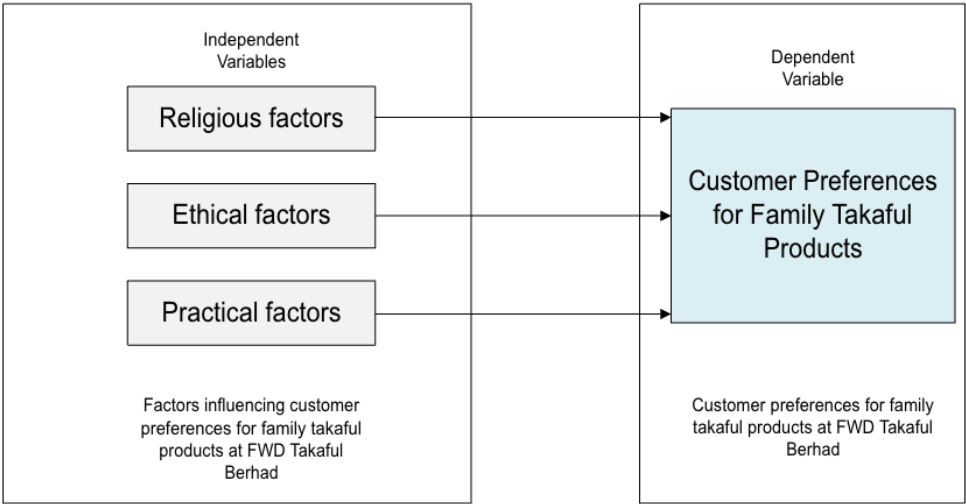 Independent
Variables
Religious factors
Ethical factors
Practical factors
Factors influencing customer
preferences for family takaful
products at FWD Takaful
Berhad
Dependent
Variable
Customer Preferences
for Family Takaful
Products
Customer preferences for family
takaful products at FWD Takaful
Berhad